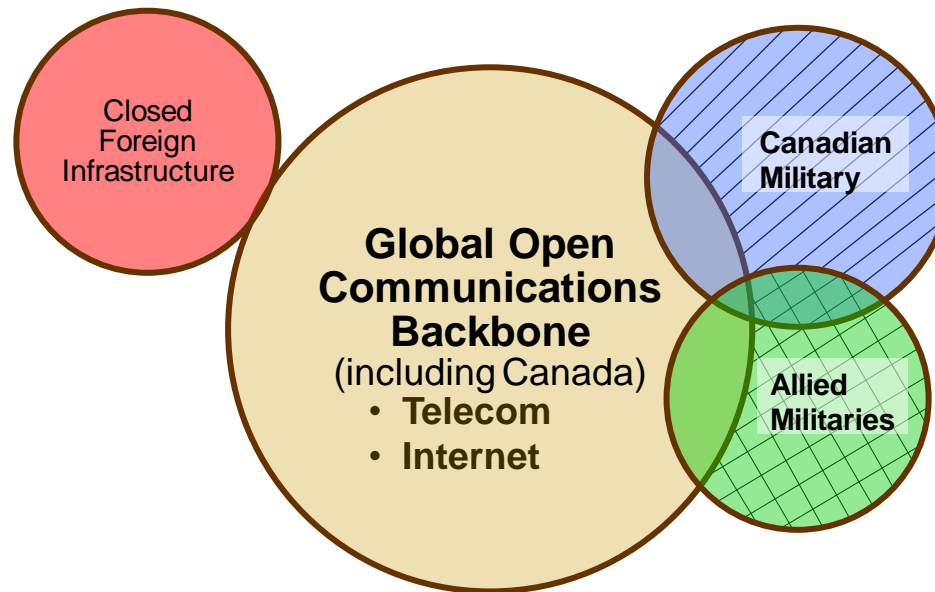 Closed
Foreign
Infrastructure
Canadian
Military
Global Open
Communications
Backbone
(including Canada)
• Telecom
• Internet
Allied
Militaries